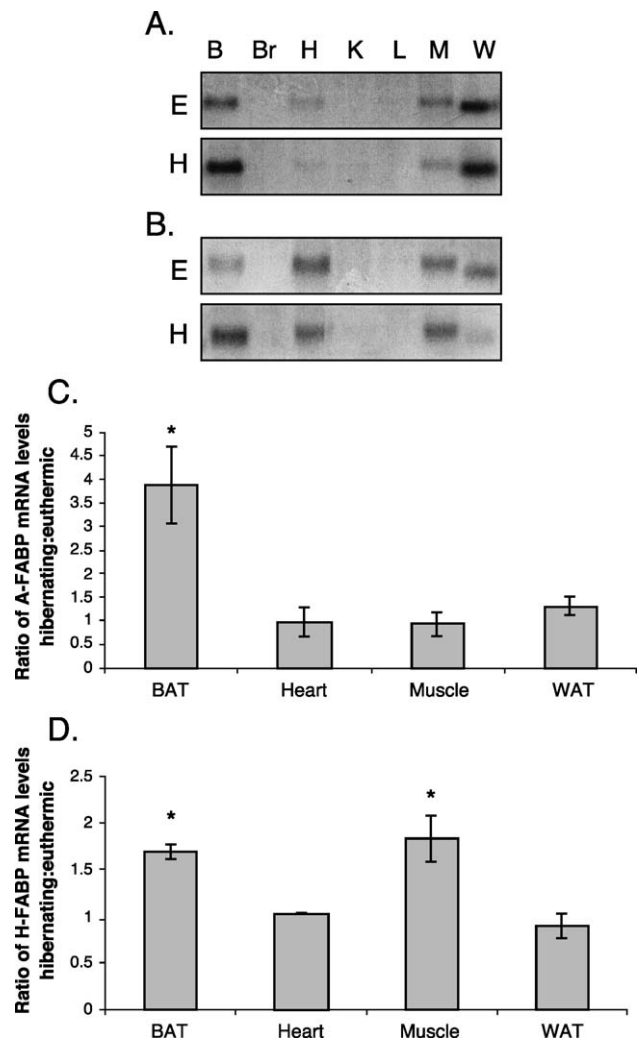 A.
B Br H K L M W
E
H
B.
E
H
C.
Ratio of A-FABP mRNA levels
hibernating:euthermic
5
4.5
4
3.5
3
2.5
2
1.5
1
0.5
0
*
BAT Heart Muscle WAT
D.
Ratio of H-FABP mRNA levels
hibernating:euthermic
2.5
2
1.5
1
0.5
0
* *
BAT Heart Muscle WAT